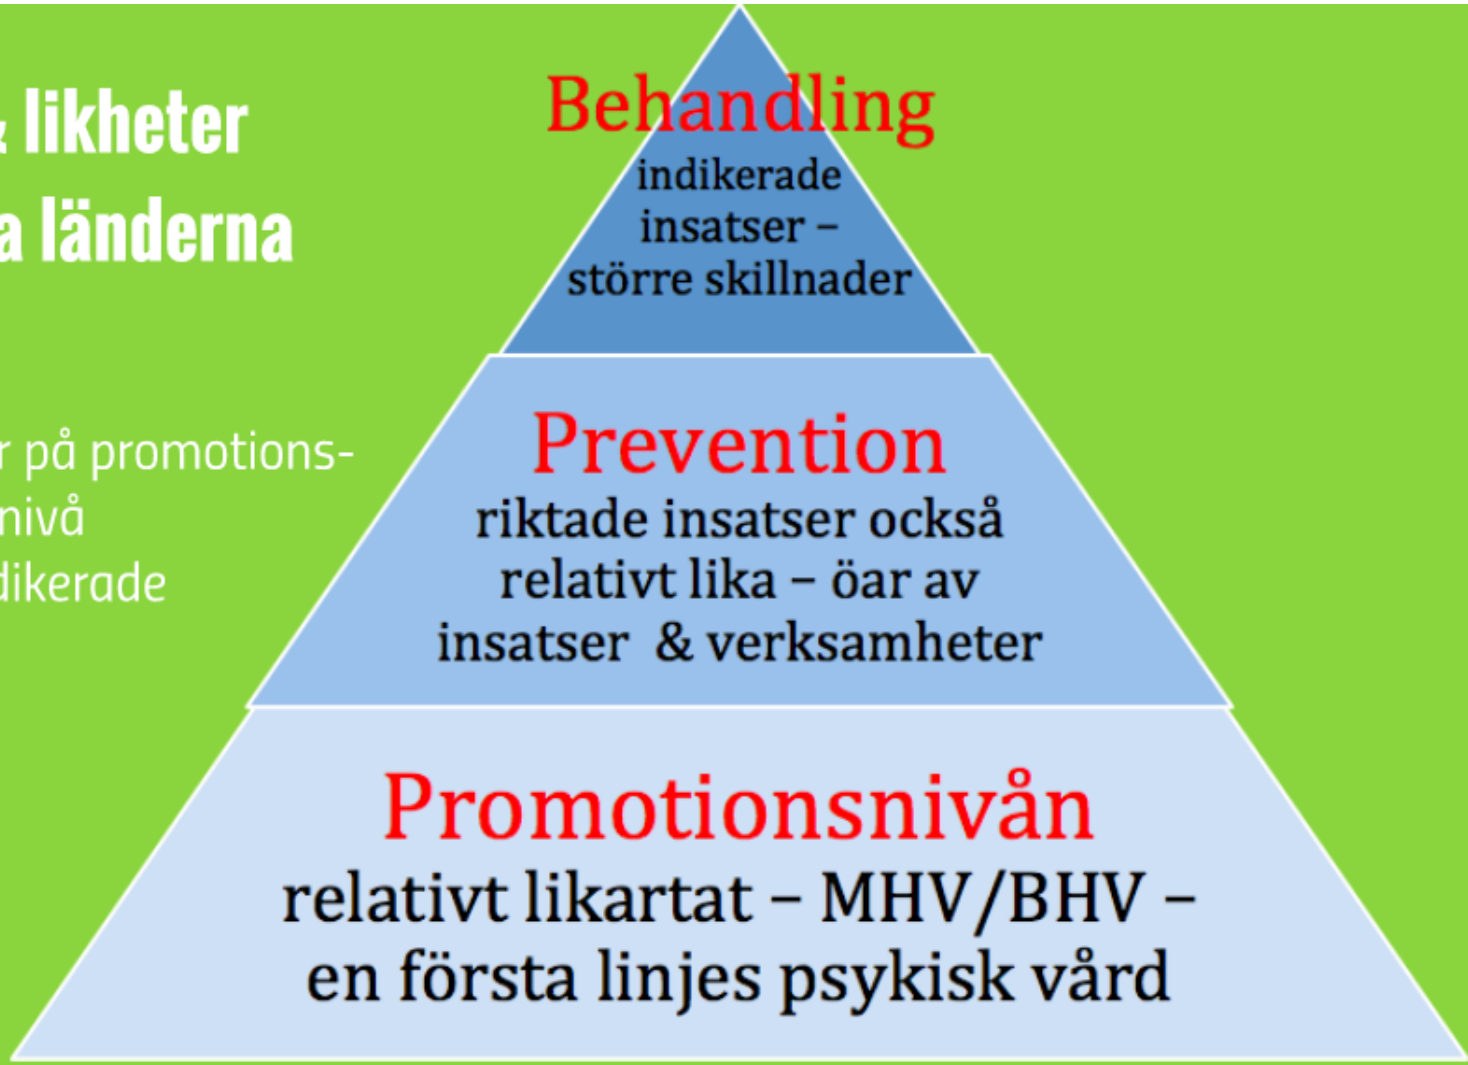 & likheter
a länderna
r på promotions-
nivå
dikerade
Behandling
indikerade
insatser –
större skillnader
Prevention
riktade insatser också
relativt lika – öar av
insatser & verksamheter
Promotionsnivån
relativt likartat – MHV/BHV –
en första linjes psykisk vård